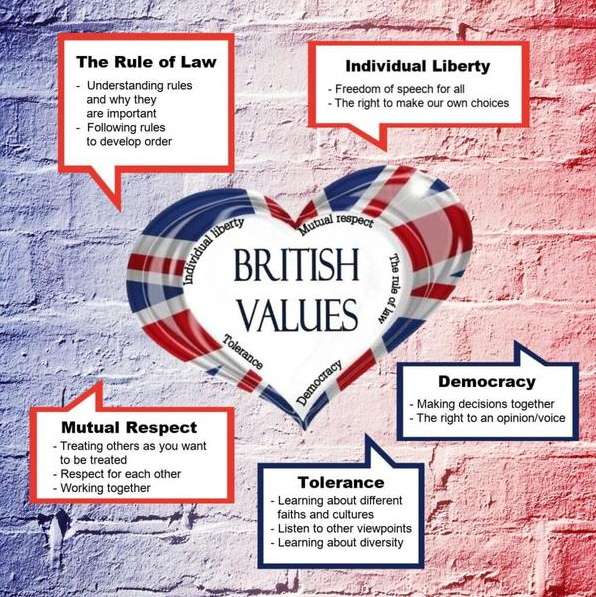 The Rule of Law
- Understanding rules
and why they
are important
- Following rules
to develop order
Individual Liberty
- Freedom of speech for all
- The right to make our own choices
Individual liberty
Mutual respect
The rule of law
BRITISH
VALUES
Tolerance
Democracy
Democracy
- Making decisions together
- The right to an opinion/voice
Mutual Respect
- Treating others as you want
to be treated
- Respect for each other
- Working together
Tolerance
- Learning about different
faiths and cultures
- Listen to other viewpoints
- Learning about diversity